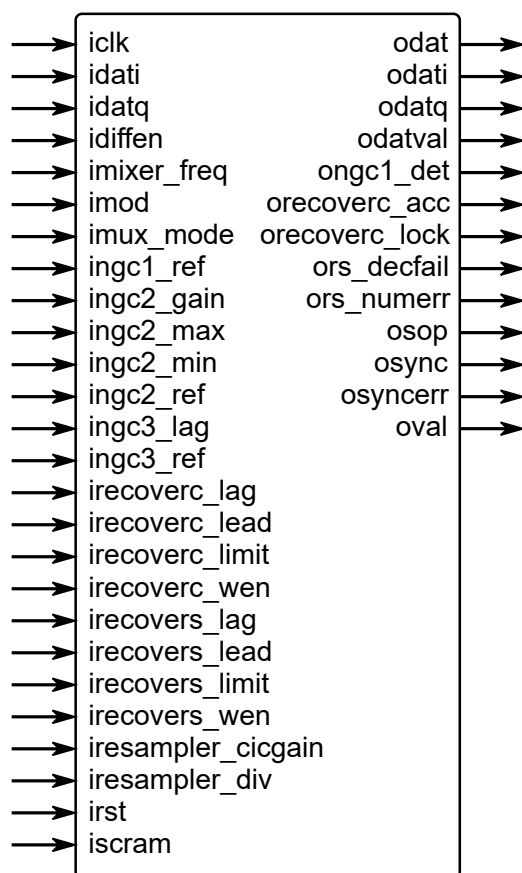 iclk odat
idati odati
idatq odatq
idiffen odatval
imixer_freq ongc1_det
imod orecoverc_acc
imux_mode orecoverc_lock
ingc1_ref ors_decfail
ingc2_gain ors_numerr
ingc2_max osop
ingc2_min osync
ingc2_ref osyncerr
ingc3_lag oval
ingc3_ref
irecoverc_lag
irecoverc_lead
irecoverc_limit
irecoverc_wen
irecovers_lag
irecovers_lead
irecovers_limit
irecovers_wen
iresampler_cicgain
iresampler_div
irst
iscram